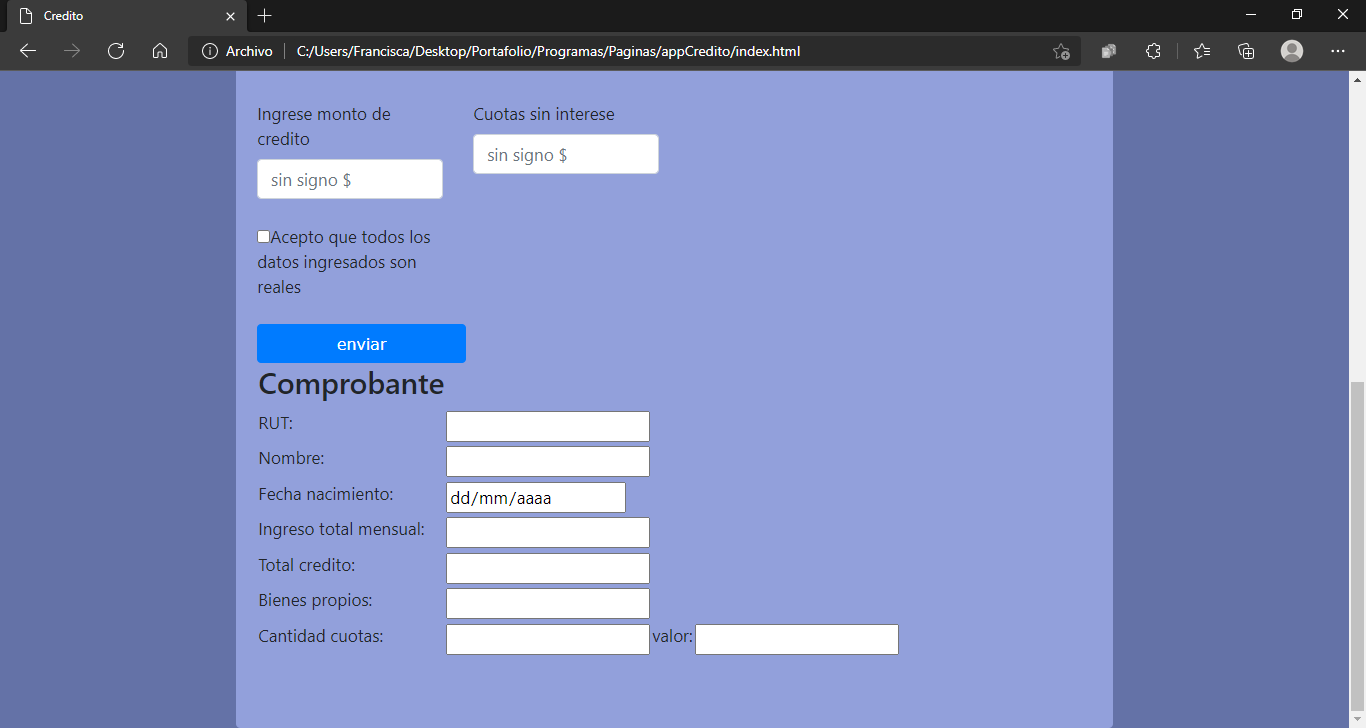 Credito
Archivo
C:/Users/Francisca/Desktop/Portafolio/Programas/Paginas/appCredito/index.html
Ingrese monto de
credito
sin signo $
Cuotas sin interese
sin signo $
Acepto que todos los
datos ingresados son
reales
enviar
Comprobante
RUT:
Nombre:
Fecha nacimiento: dd/mm/aaaa
Ingreso total mensual:
Total credito:
Bienes propios:
Cantidad cuotas: valor: